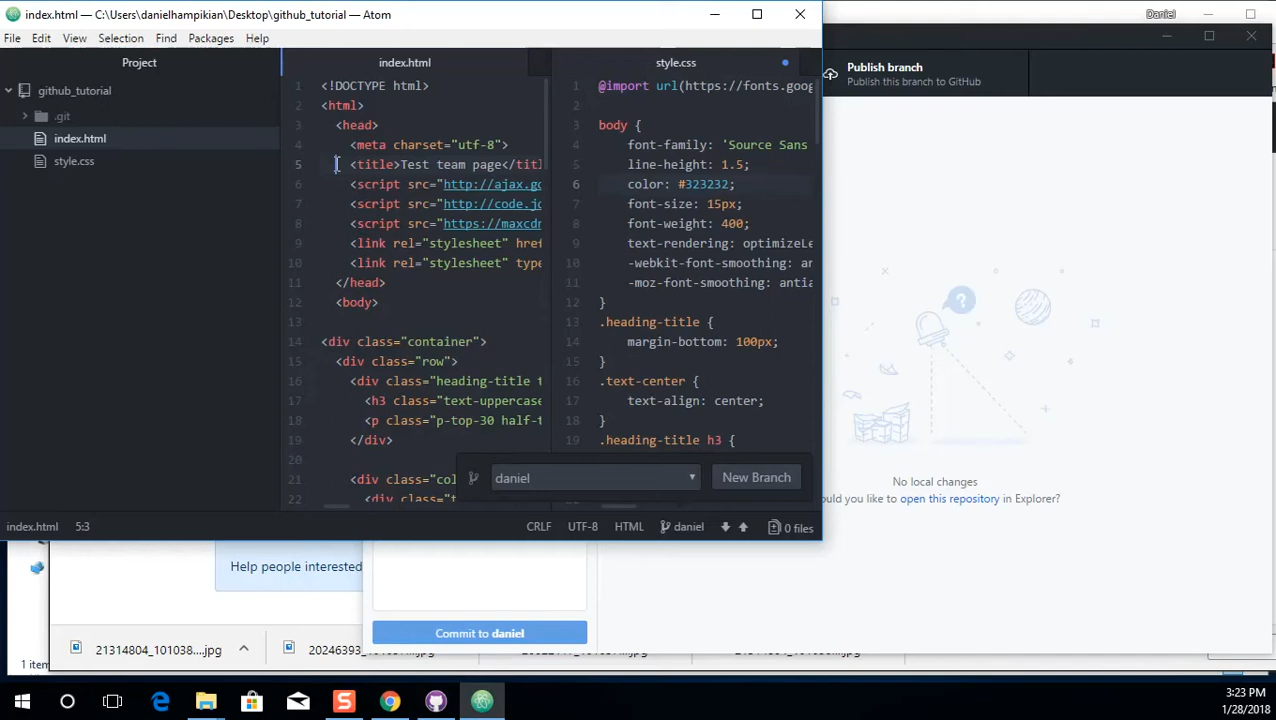 index.html — C:\Users\danielhampikian\Desktop\github_tutorial — Atom
File Edit View Selection Find Packages Help
Project
github_tutorial
.git
index.html
style.css
index.html
1 <!DOCTYPE html>
2 <html>
3 <head>
4 <meta charset="utf-8">
5 <title>Test team page</titl
6 <script src="http://ajax.go
7 <script src="http://code.jq
8 <script src="https://maxcdn
9 <link rel="stylesheet" href
10 <link rel="stylesheet" type
11 </head>
12 <body>
13
14 <div class="container">
15 <div class="row">
16 <div class="heading-title t
17 <h3 class="text-uppercase
18 <p class="p-top-30 half-t
19 </div>
20
21 <div class="col
22 <div class="t
style.css
1 @import url(https://fonts.goog
2
3 body {
4 font-family: 'Source Sans
5 line-height: 1.5;
6 color: #323232;
7 font-size: 15px;
8 font-weight: 400;
9 text-rendering: optimizeLe
10 -webkit-font-smoothing: an
11 -moz-font-smoothing: antia
12 }
13 .heading-title {
14 margin-bottom: 100px;
15 }
16 .text-center {
17 text-align: center;
18 }
19 .heading-title h3 {
daniel
New Branch
index.html 5:3
CRLF UTF-8 HTML daniel 0 files
Daniel
Publish branch
Publish this branch to GitHub
No local changes
ould you like to open this repository in Explorer?
Help people interested
Commit to daniel
21314804_101038....jpg
20246393_
1 item
3:23 PM
1/28/2018